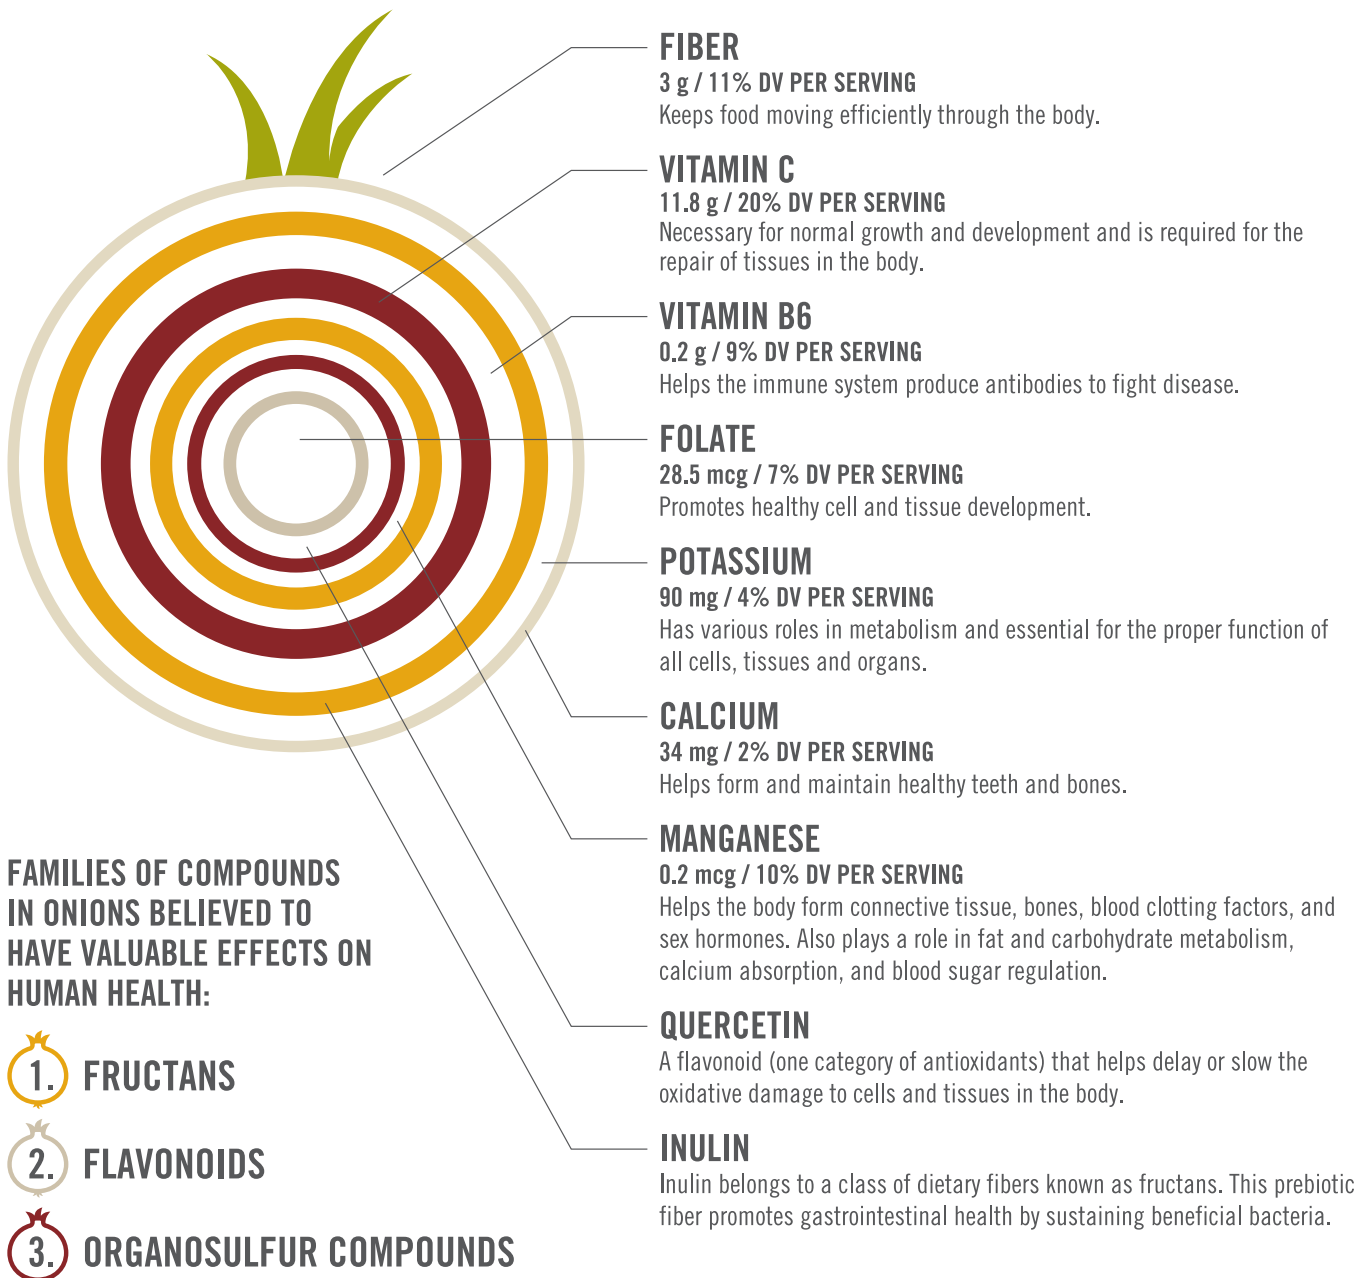 FIBER
3 g / 11% DV PER SERVING
Keeps food moving efficiently through the body.
VITAMIN C
11.8 g / 20% DV PER SERVING
Necessary for normal growth and development and is required for the
repair of tissues in the body.
VITAMIN B6
0.2 g / 9% DV PER SERVING
Helps the immune system produce antibodies to fight disease.
FOLATE
28.5 mcg / 7% DV PER SERVING
Promotes healthy cell and tissue development.
POTASSIUM
90 mg / 4% DV PER SERVING
Has various roles in metabolism and essential for the proper function of
all cells, tissues and organs.
CALCIUM
34 mg / 2% DV PER SERVING
Helps form and maintain healthy teeth and bones.
MANGANESE
0.2 mcg / 10% DV PER SERVING
Helps the body form connective tissue, bones, blood clotting factors, and
sex hormones. Also plays a role in fat and carbohydrate metabolism,
calcium absorption, and blood sugar regulation.
QUERCETIN
A flavonoid (one category of antioxidants) that helps delay or slow the
oxidative damage to cells and tissues in the body.
INULIN
Inulin belongs to a class of dietary fibers known as fructans. This prebiotic
fiber promotes gastrointestinal health by sustaining beneficial bacteria.
FAMILIES OF COMPOUNDS
IN ONIONS BELIEVED TO
HAVE VALUABLE EFFECTS ON
HUMAN HEALTH:
1. FRUCTANS
2. FLAVONOIDS
3. ORGANOSULFUR COMPOUNDS